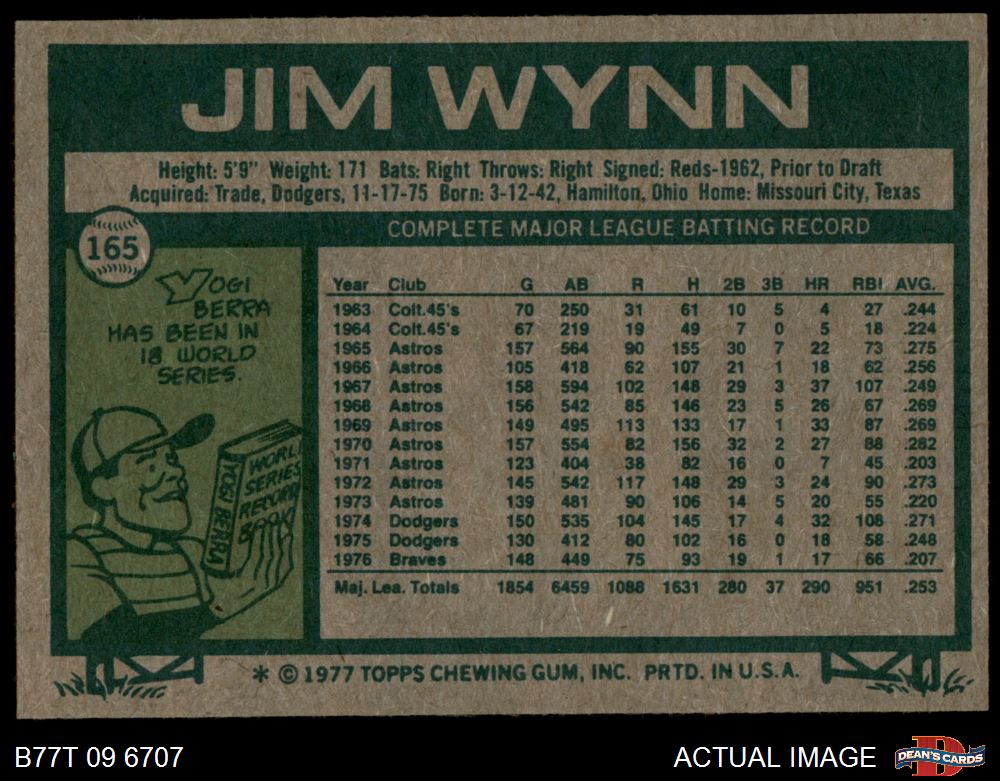 JIM WYNN
Height: 5'9" Weight: 171 Bats: Right Throws: Right Signed: Reds-1962, Prior to Draft
Acquired: Trade, Dodgers, 11-17-75 Born: 3-12-42, Hamilton, Ohio Home: Missouri City, Texas
165
COMPLETE MAJOR LEAGUE BATTING RECORD
YOGI
BERRA
HAS BEEN IN
18 WORLD
SERIES.
WORLD
SERIES
RECORD
BOOK
YOGI BERRA
Year Club G AB R H 2B 3B HR RBI AVG.
1963 Colt.45's 70 250 31 61 10 5 4 27 .244
1964 Colt.45's 67 219 19 49 7 0 5 18 .224
1965 Astros 157 564 90 155 30 7 22 73 .275
1966 Astros 105 418 62 107 21 1 18 62 .256
1967 Astros 158 594 102 148 29 3 37 107 .249
1968 Astros 156 542 85 146 23 5 26 67 .269
1969 Astros 149 495 113 133 17 1 33 87 .269
1970 Astros 157 554 82 156 32 2 27 88 .282
1971 Astros 123 404 38 82 16 0 7 45 .203
1972 Astros 145 542 117 148 29 3 24 90 .273
1973 Astros 139 481 90 106 14 5 20 55 .220
1974 Dodgers 150 535 104 145 17 4 32 108 .271
1975 Dodgers 130 412 80 102 16 0 18 58 .248
1976 Braves 148 449 75 93 19 1 17 66 .207
Maj. Lea. Totals 1854 6459 1088 1631 280 37 290 951 .253
* © 1977 TOPPS CHEWING GUM, INC. PRTD. IN U.S.A.
B77T 09 6707
ACTUAL IMAGE
D
DEAN'S CARDS